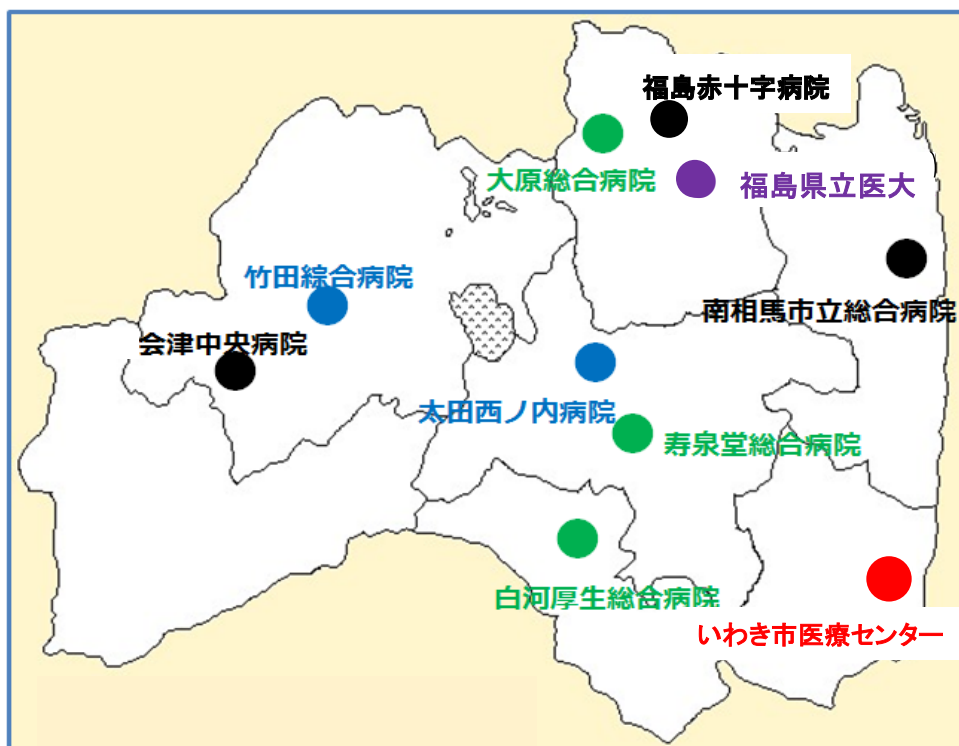 福島赤十字病院
大原総合病院
福島県立医大
竹田綜合病院
南相馬市立総合病院
会津中央病院
太田西ノ内病院
寿泉堂総合病院
白河厚生総合病院
いわき市医療センター